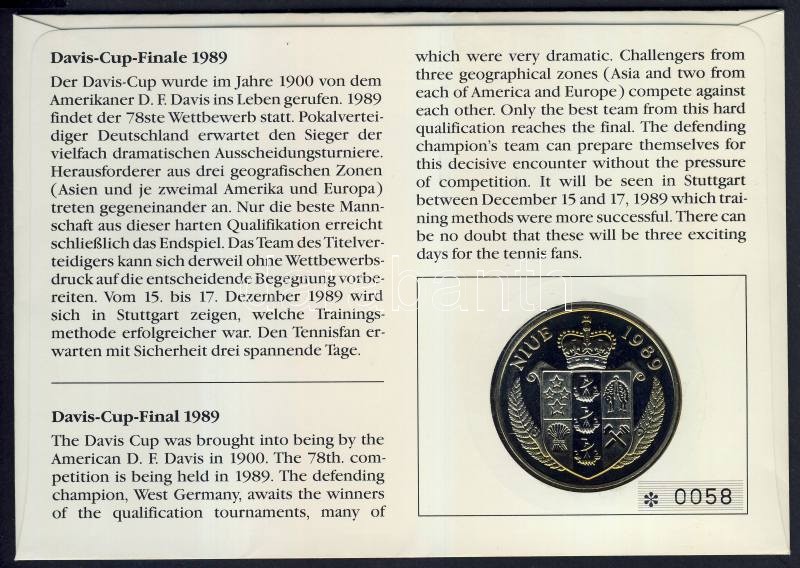 Davis-Cup-Finale 1989
Der Davis-Cup wurde im Jahre 1900 von dem
Amerikaner D. F. Davis ins Leben gerufen. 1989
findet der 78ste Wettbewerb statt. Pokalvertei-
diger Deutschland erwartet den Sieger der
vielfach dramatischen Ausscheidungsturniere.
Herausforderer aus drei geografischen Zonen
(Asien und je zweimal Amerika und Europa)
treten gegeneinander an. Nur die beste Mann-
schaft aus dieser harten Qualifikation erreicht
schließlich das Endspiel. Das Team des Titelver-
teidigers kann sich derweil ohne Wettbewerbs-
druck auf die entscheidende Begegnung vorbe-
reiten. Vom 15. bis 17. Dezember 1989 wird
sich in Stuttgart zeigen, welche Trainings-
methode erfolgreicher war. Den Tennisfan er-
warten mit Sicherheit drei spannende Tage.
Davis-Cup-Final 1989
The Davis Cup was brought into being by the
American D. F. Davis in 1900. The 78th. com-
petition is being held in 1989. The defending
champion, West Germany, awaits the winners
of the qualification tournaments, many of
which were very dramatic. Challengers from
three geographical zones (Asia and two from
each of America and Europe) compete against
each other. Only the best team from this hard
qualification reaches the final. The defending
champion's team can prepare themselves for
this decisive encounter without the pressure
of competition. It will be seen in Stuttgart
between December 15 and 17, 1989 which trai-
ning methods were more successful. There can
be no doubt that these will be three exciting
days for the tennis fans.
darabanth
NIUE 1989
* 0058